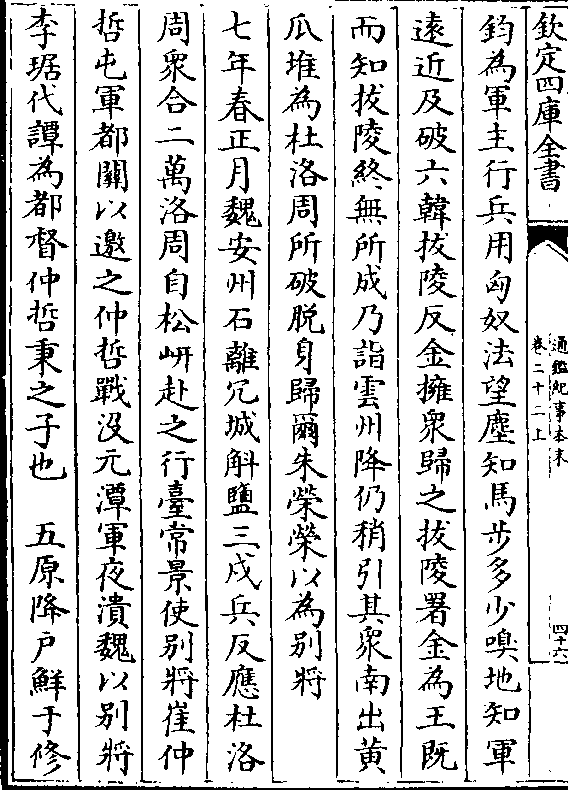 欽定四庫全書
通鑑紀事本末
卷二十二上
四十六
鈞為軍主行兵用匈奴法望塵知馬步多少嗅地知軍
遠近及破六韓拔陵反金擁衆歸之拔陵署金為王既
而知拔陵終無所成乃詣雲州降仍稍引其衆南出黄
瓜堆為杜洛周所破脱身歸爾朱榮榮以為别將
七年春正月魏安州石離冗城斛鹽三戍兵反應杜洛
周衆合二萬洛周自松岍赴之行臺常景使别將崔仲
哲屯軍都關以邀之仲哲戰沒元潭軍夜潰魏以别將
李琚代譚為都督仲哲秉之子也　五原降户鮮于修